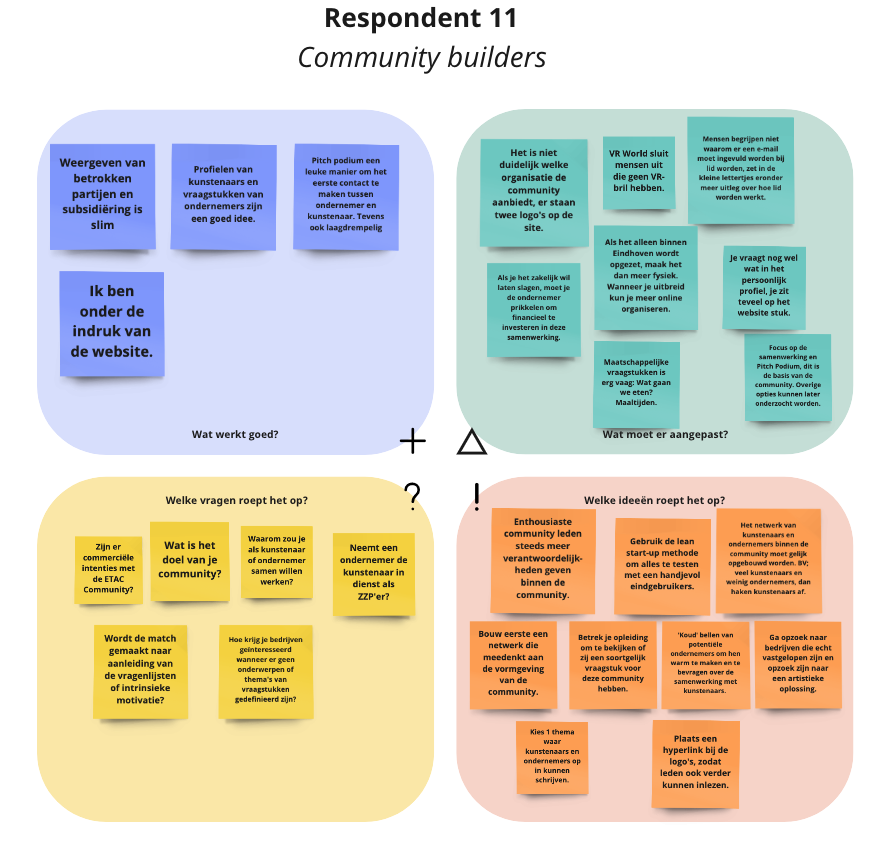 Respondent 11
Community builders
Weergeven van
betrokken
partijen en
subsidiëring is
slim
Profielen van
kunstenaars en
vraagstukken van
ondernemers zijn
een goed idee.
Pitch podium een
leuke manier om het
eerste contact te
maken tussen
ondernemer en
kunstenaar. Tevens
ook laagdrempelig
Ik ben
onder de
indruk van
de website.
Wat werkt goed?
+
Het is niet
duidelijk welke
organisatie de
community
aanbiedt, er staan
twee logo's op de
site.
VR World sluit
mensen uit
die geen VR-
bril hebben.
Mensen begrijpen niet
waarom er een e-mail
moet ingevuld worden bij
lid worden, zet in de
kleine lettertjes eronder
meer uitleg over hoe lid
worden werkt.
Als je het zakelijk wil
laten slagen, moet je
de ondernemer
prikkelen om
financieel te
investeren in deze
samenwerking.
Als het alleen binnen
Eindhoven wordt
opgezet, maak het
dan meer fysiek.
Wanneer je uitbreid
kun je meer online
organiseren.
Je vraagt nog wel
wat in het
persoonlijk
profiel, je zit
teveel op het
website stuk.
Maatschappelijke
vraagstukken is
erg vaag: Wat gaan
we eten?
Maaltijden.
Focus op de
samenwerking en
Pitch Podium, dit is
de basis van de
community. Overige
opties kunnen later
onderzocht worden.
Wat moet er aangepast?
Welke vragen roept het op?
?
Zijn er
commerciële
intenties met
de ETAC
Community?
Wat is het
doel van je
community?
Waarom zou je
als kunstenaar
of ondernemer
samen willen
werken?
Neemt een
ondernemer de
kunstenaar in
dienst als
ZZP'er?
Wordt de match
gemaakt naar
aanleiding van
de vragenlijsten
of intrinsieke
motivatie?
Hoe krijg je bedrijven
geïnteresseerd
wanneer er geen
onderwerpen of
thema's van
vraagstukken
gedefinieerd zijn?
!
Welke ideeën roept het op?
Enthousiaste
community leden
steeds meer
verantwoordelijk-
heden geven
binnen de
community.
Gebruik de lean
start-up methode
om alles te testen
met een handjevol
eindgebruikers.
Het netwerk van
kunstenaars en
ondernemers binnen de
community moet gelijk
opgebouwd worden. BV;
veel kunstenaars en
weinig ondernemers, dan
haken kunstenaars af.
Bouw eerste een
netwerk die
meedenkt aan
de vormgeving
van de
community.
Betrek je opleiding
om te bekijken of
zij een soortgelijk
vraagstuk voor
deze community
hebben.
'Koud' bellen van
potentiële
ondernemers om hen
warm te maken en te
bevragen over de
samenwerking met
kunstenaars.
Ga opzoek naar
bedrijven die echt
vastgelopen zijn en
opzoek zijn naar
een artistieke
oplossing.
Kies 1 thema
waar
kunstenaars en
ondernemers op
in kunnen
schrijven.
Plaats een
hyperlink bij de
logo's, zodat
leden ook verder
kunnen inlezen.